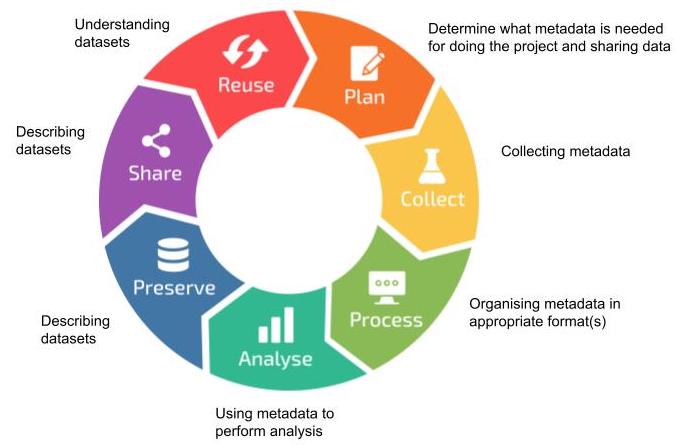 Understanding
datasets
Reuse
Plan
Determine what metadata is needed
for doing the project and sharing data
Collect
Collecting metadata
Process
Organising metadata in
appropriate format(s)
Analyse
Using metadata to
perform analysis
Preserve
Describing
datasets
Share
Describing
datasets